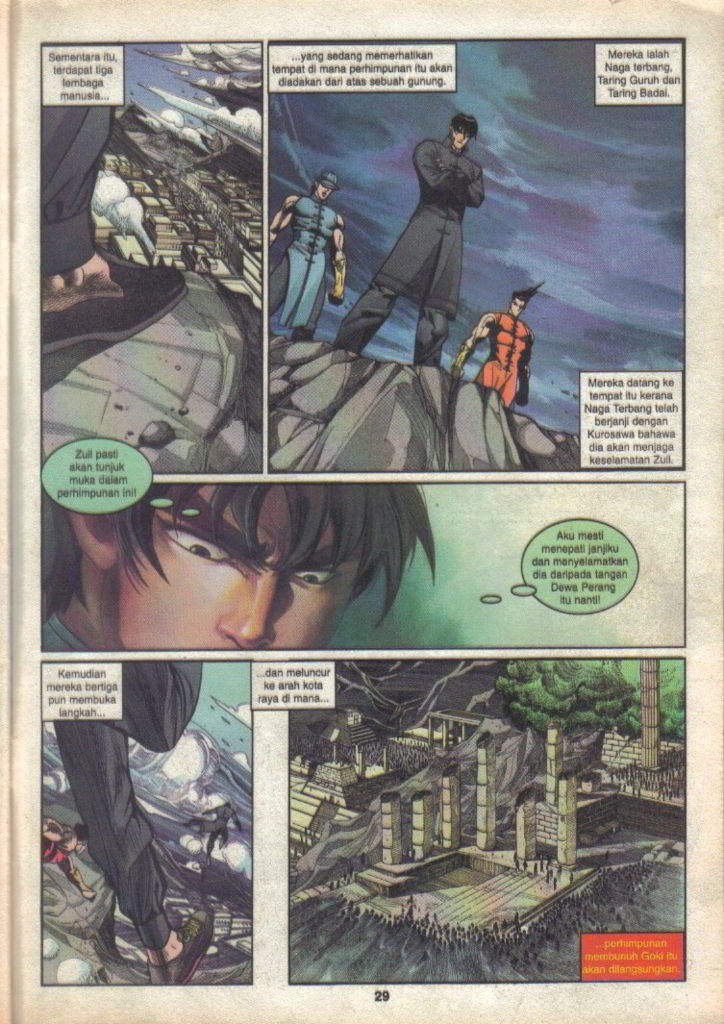 Sementara itu,
terdapat tiga
lembaga
manusia...
...yang sedang memerhatikan
tempat di mana perhimpunan itu akan
diadakan dari atas sebuah gunung.
Mereka ialah
Naga terbang,
Taring Guruh dan
Taring Badai.
Mereka datang ke
tempat itu kerana
Naga Terbang telah
berjanji dengan
Kurosawa bahawa
dia akan menjaga
keselamatan Zuil.
Zuil pasti
akan tunjuk
muka dalam
perhimpunan ini!
Aku mesti
menepati janjiku
dan menyelamatkan
dia daripada tangan
Dewa Perang
itu nanti!
Kemudian
mereka bertiga
pun membuka
langkah...
...dan meluncur
ke arah kota
raya di mana...
...perhimpunan
membunuh Goki itu
akan dilangsungkan.
29